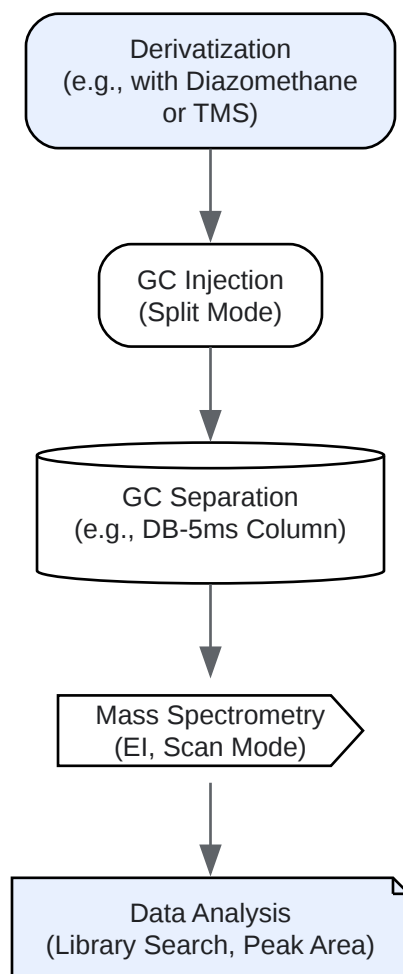 Derivatization
(e.g., with Diazomethane
or TMS)
GC Injection
(Split Mode)
GC Separation
(e.g., DB-5ms Column)
Mass Spectrometry
(EI, Scan Mode)
Data Analysis
(Library Search, Peak Area)